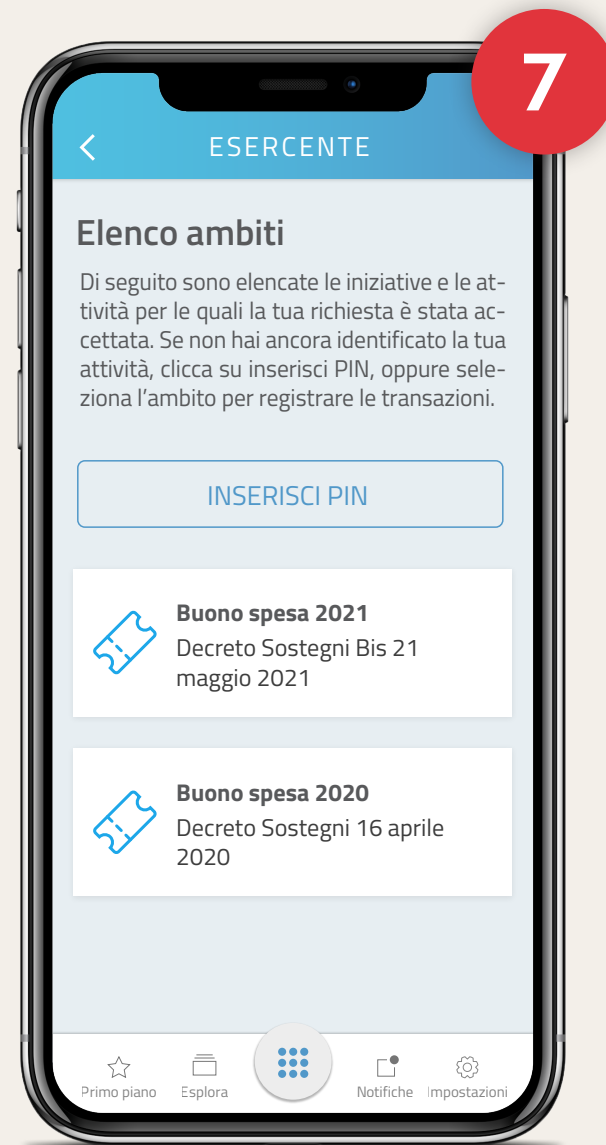 7
ESERCENTE
Elenco ambiti
Di seguito sono elencate le iniziative e le at-
tività per le quali la tua richiesta è stata ac-
cettata. Se non hai ancora identificato la tua
attività, clicca su inserisci PIN, oppure sele-
ziona l'ambito per registrare le transazioni.
INSERISCI PIN
Buono spesa 2021
Decreto Sostegni Bis 21
maggio 2021
Buono spesa 2020
Decreto Sostegni 16 aprile
2020
Primo piano Esplora Notifiche Impostazioni